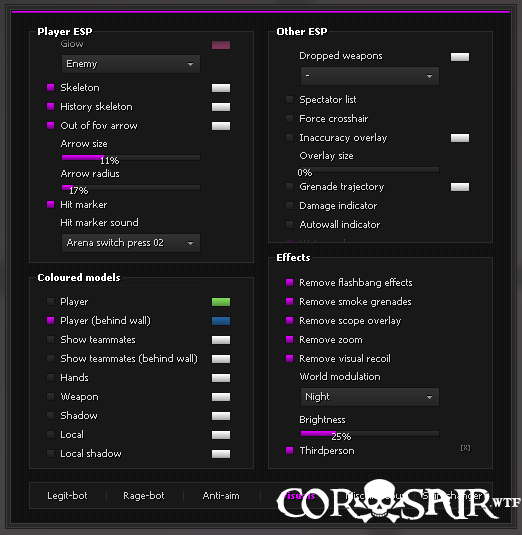 Player ESP
Glow
Enemy
Skeleton
History skeleton
Out of fov arrow
Arrow size
11%
Arrow radius
17%
Hit marker
Hit marker sound
Arena switch press 02
Coloured models
Player
Player (behind wall)
Show teammates
Show teammates (behind wall)
Hands
Weapon
Shadow
Local
Local shadow
Other ESP
Dropped weapons
-
Spectator list
Force crosshair
Inaccuracy overlay
Overlay size
0%
Grenade trajectory
Damage indicator
Autowall indicator
Effects
Remove flashbang effects
Remove smoke grenades
Remove scope overlay
Remove zoom
Remove visual recoil
World modulation
Night
Brightness
25%
Thirdperson
[X]
Legit-bot
Rage-bot
Anti-aim
Visuals
CORSAIR.WTF